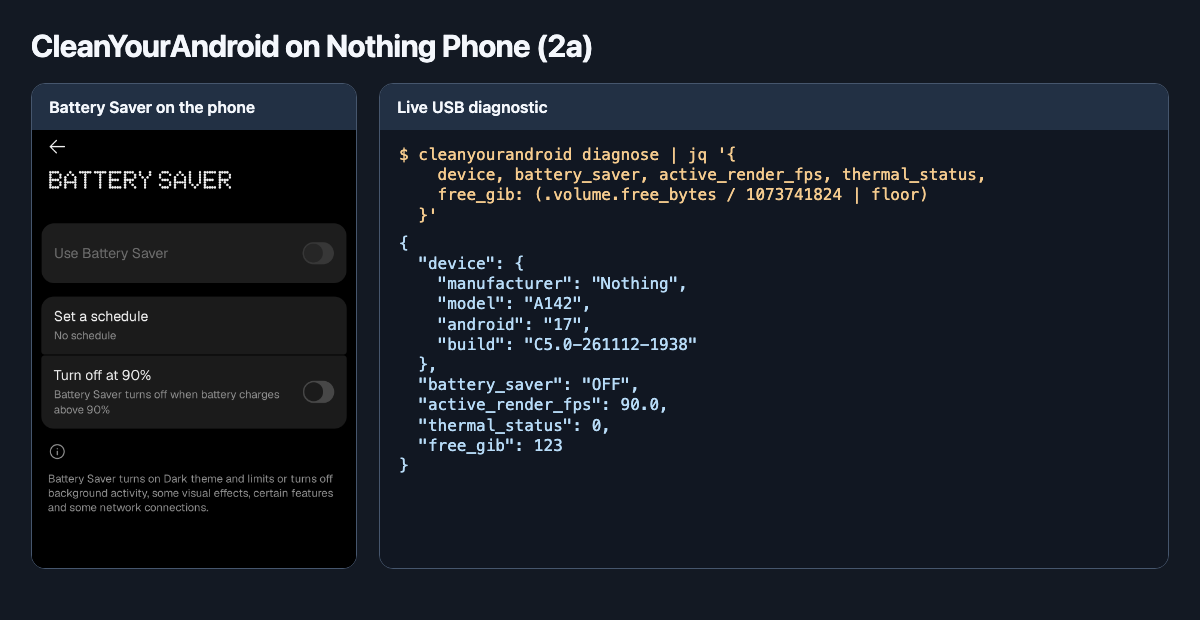 CleanYourAndroid on Nothing Phone (2a)
Battery Saver on the phone
BATTERY SAVER
Use Battery Saver
Set a schedule
No schedule
Turn off at 90%
Battery Saver turns off when battery charges
above 90%
Battery Saver turns on Dark theme and limits or turns off
background activity, some visual effects, certain features
and some network connections.
Live USB diagnostic
$ cleanyourandroid diagnose | jq '{
    device, battery_saver, active_render_fps, thermal_status,
    free_gib: (.volume.free_bytes / 1073741824 | floor)
  }'
{
  "device": {
    "manufacturer": "Nothing",
    "model": "A142",
    "android": "17",
    "build": "C5.0-261112-1938"
  },
  "battery_saver": "OFF",
  "active_render_fps": 90.0,
  "thermal_status": 0,
  "free_gib": 123
}